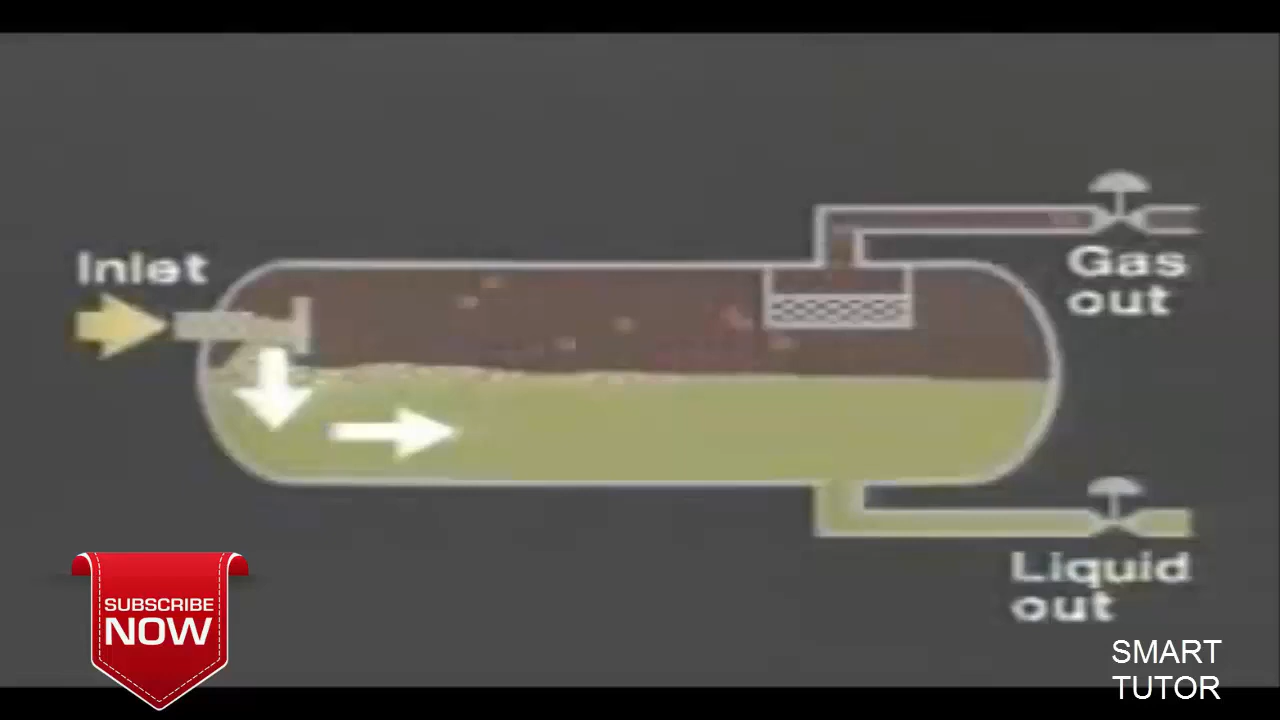 Inlet
Gas
out
Liquid
out
SUBSCRIBE
NOW
SMART
TUTOR